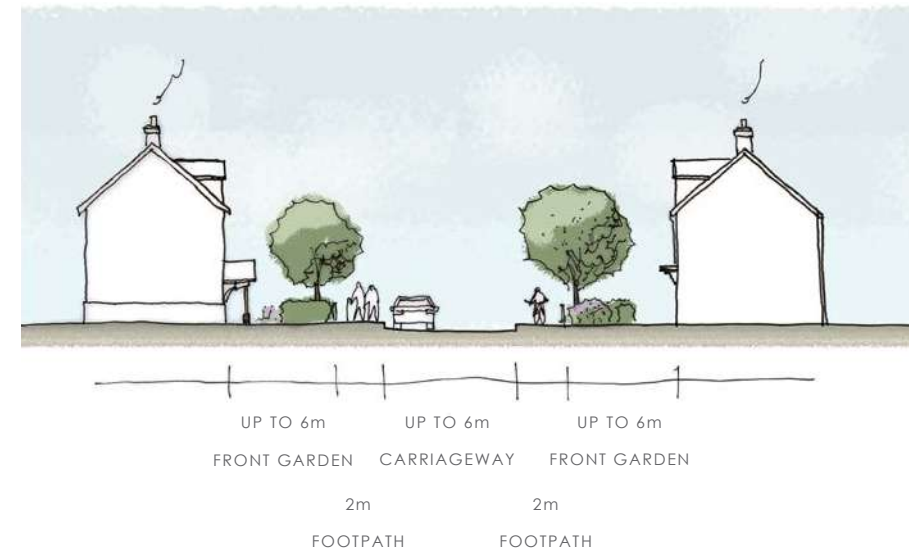 UP TO 6m UP TO 6m UP TO 6m
FRONT GARDEN CARRIAGEWAY FRONT GARDEN
2m 2m
FOOTPATH FOOTPATH